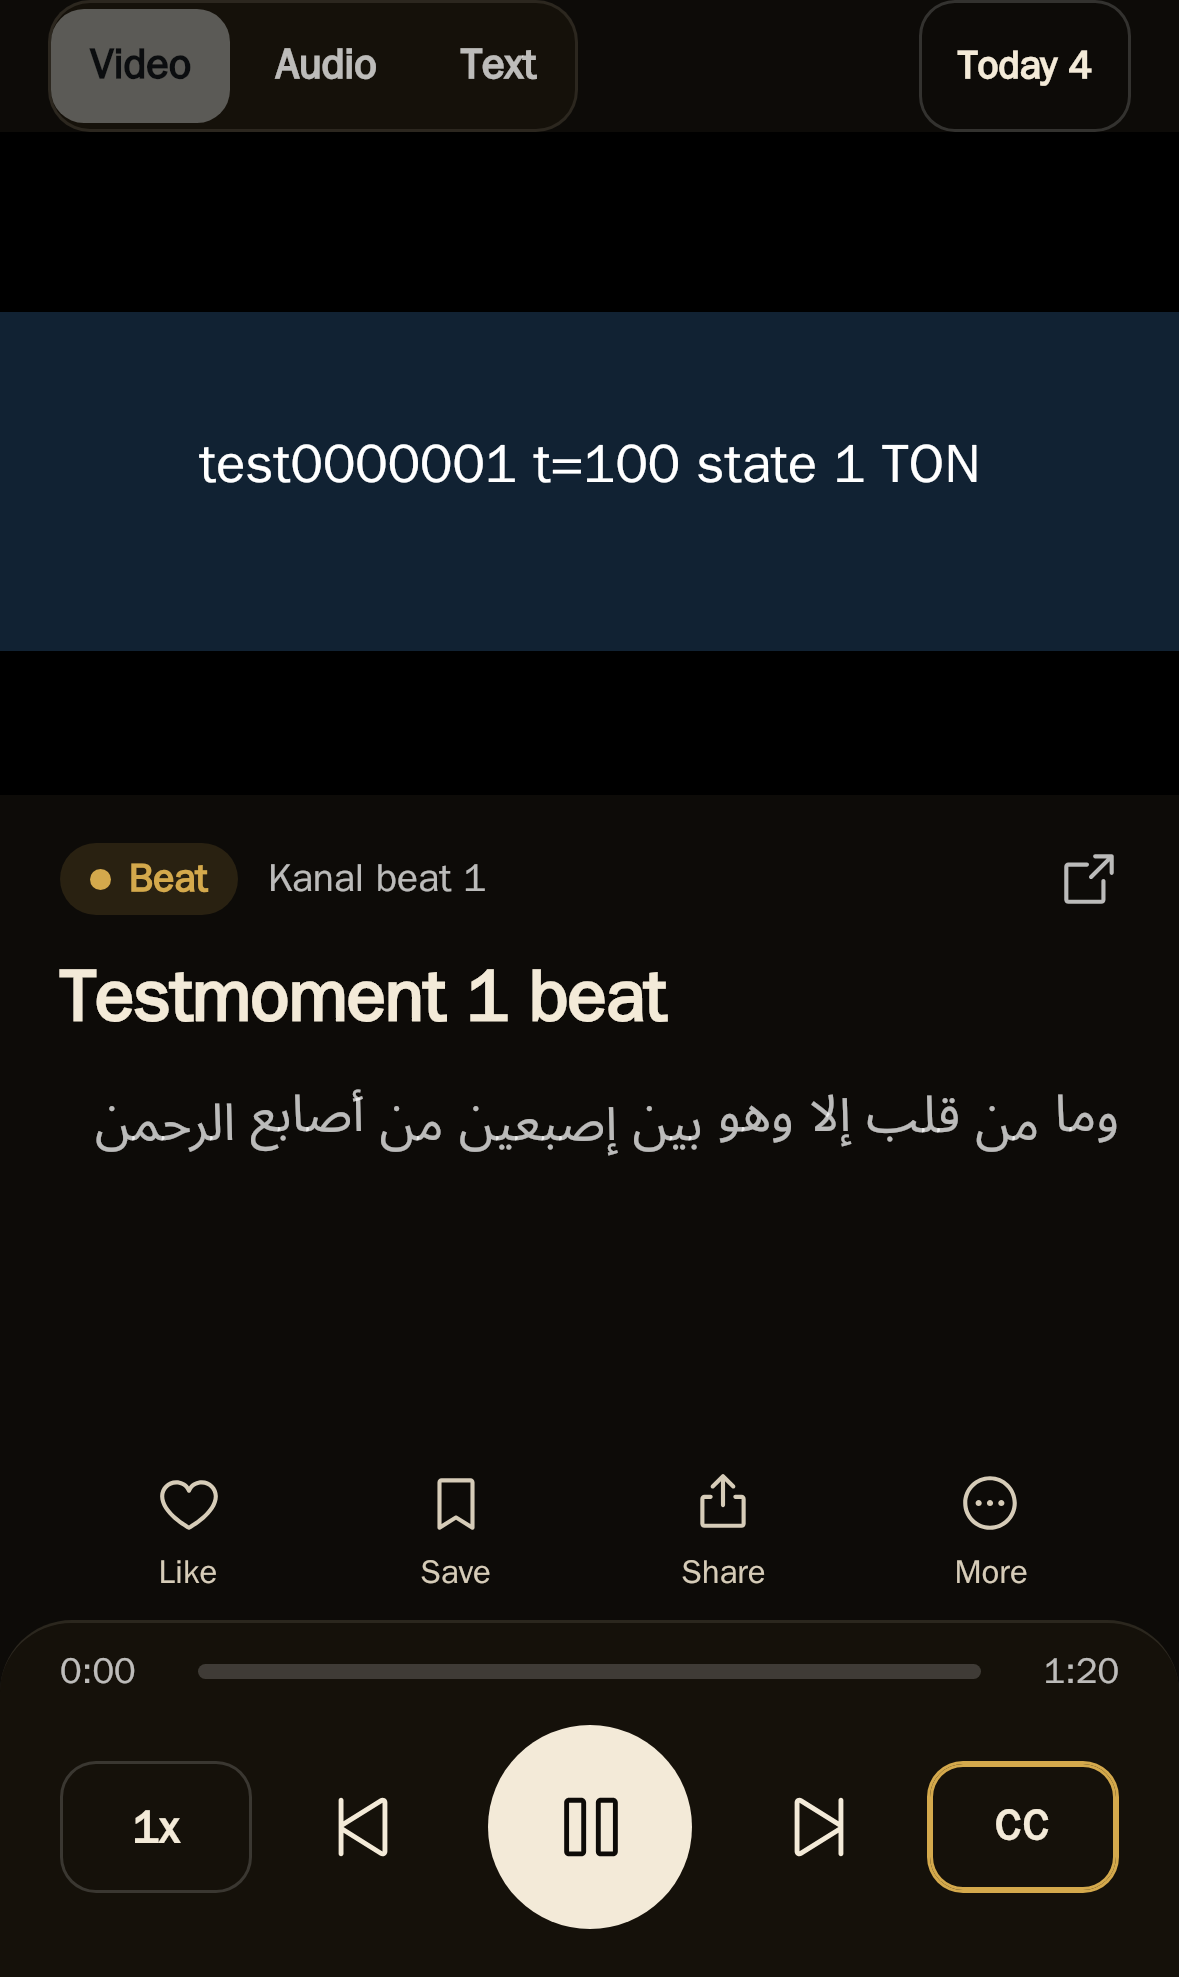 Video Audio Text Today 4
test0000001 t=100 state 1 TON
Beat Kanal beat 1
Testmoment 1 beat
وما من قلب إلا وهو بين إصبعين من أصابع الرحمن
Like Save Share More
0:00 1:20
1x CC